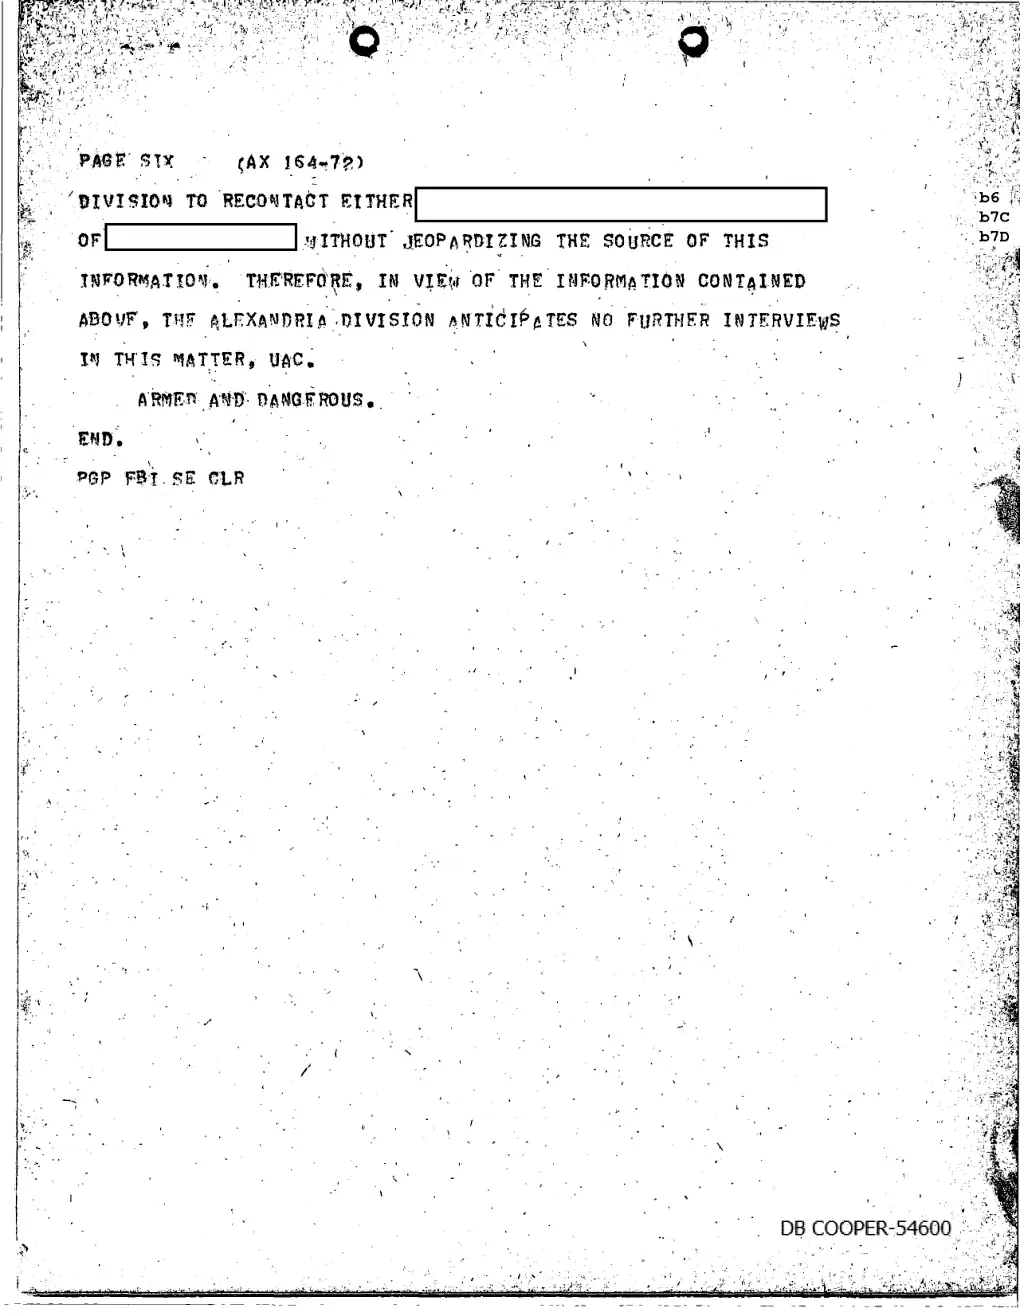 PAGE SIX (AX 164-72)
DIVISION TO RECONTACT EITHER
b6
b7C
b7D
OF WITHOUT JEOPARDIZING THE SOURCE OF THIS
INFORMATION. THEREFORE, IN VIEW OF THE INFORMATION CONTAINED
ABOVE, THE ALEXANDRIA DIVISION ANTICIPATES NO FURTHER INTERVIEWS
IN THIS MATTER, UAC.
ARMED AND DANGEROUS.
END.
PGP FBI SE CLR
DB COOPER-54600